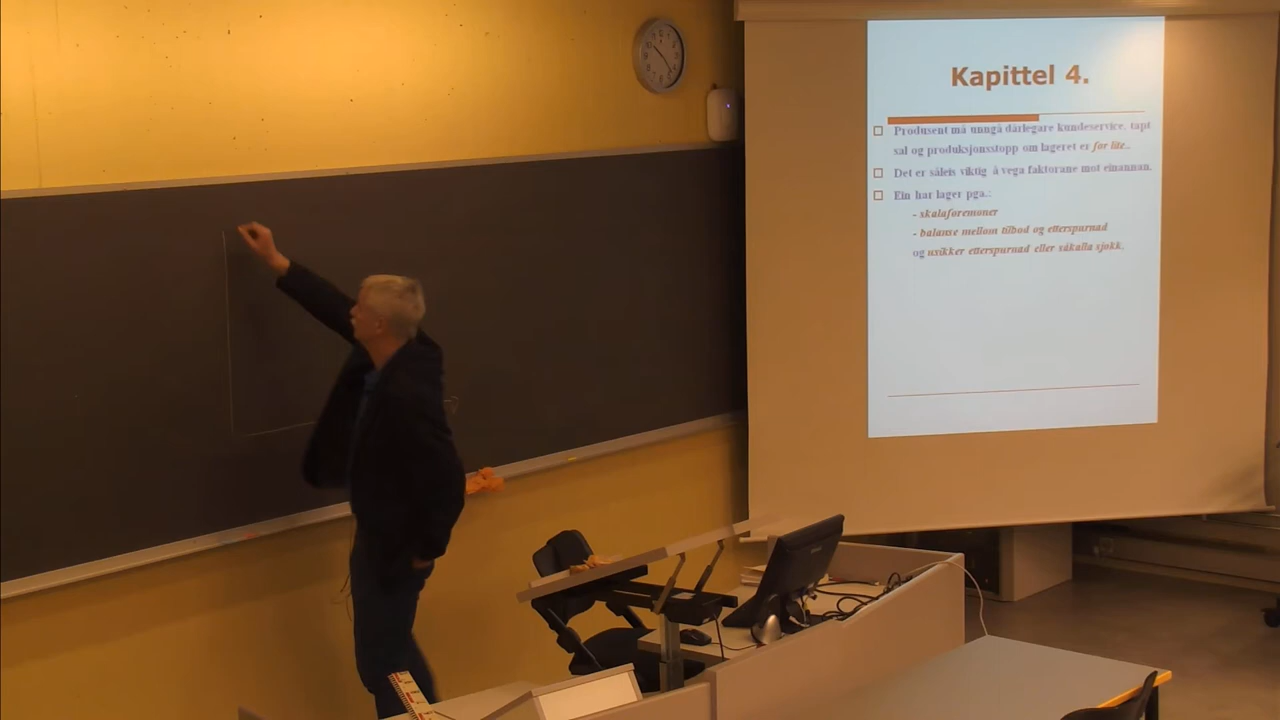 Kapittel 4.
Produsent må unngå dårlegare kundeservice, tapt
sal og produksjonsstopp om lageret er for lite..
Det er såleis viktig å vega faktorane mot einannan.
Ein har lager pga.:
- skalaforemoner
- balanse mellom tilbod og etterspurnad
og usikker etterspurnad eller såkalla sjokk.